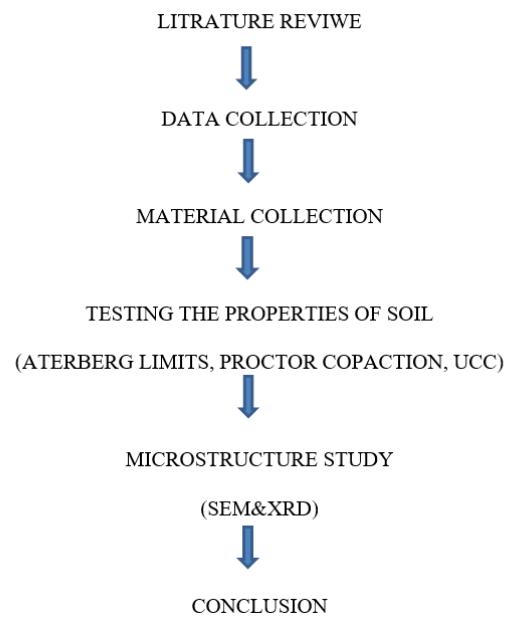 LITRATURE REVIWE
DATA COLLECTION
MATERIAL COLLECTION
TESTING THE PROPERTIES OF SOIL
(ATERBERG LIMITS, PROCTOR COPACTION, UCC)
MICROSTRUCTURE STUDY
(SEM&XRD)
CONCLUSION